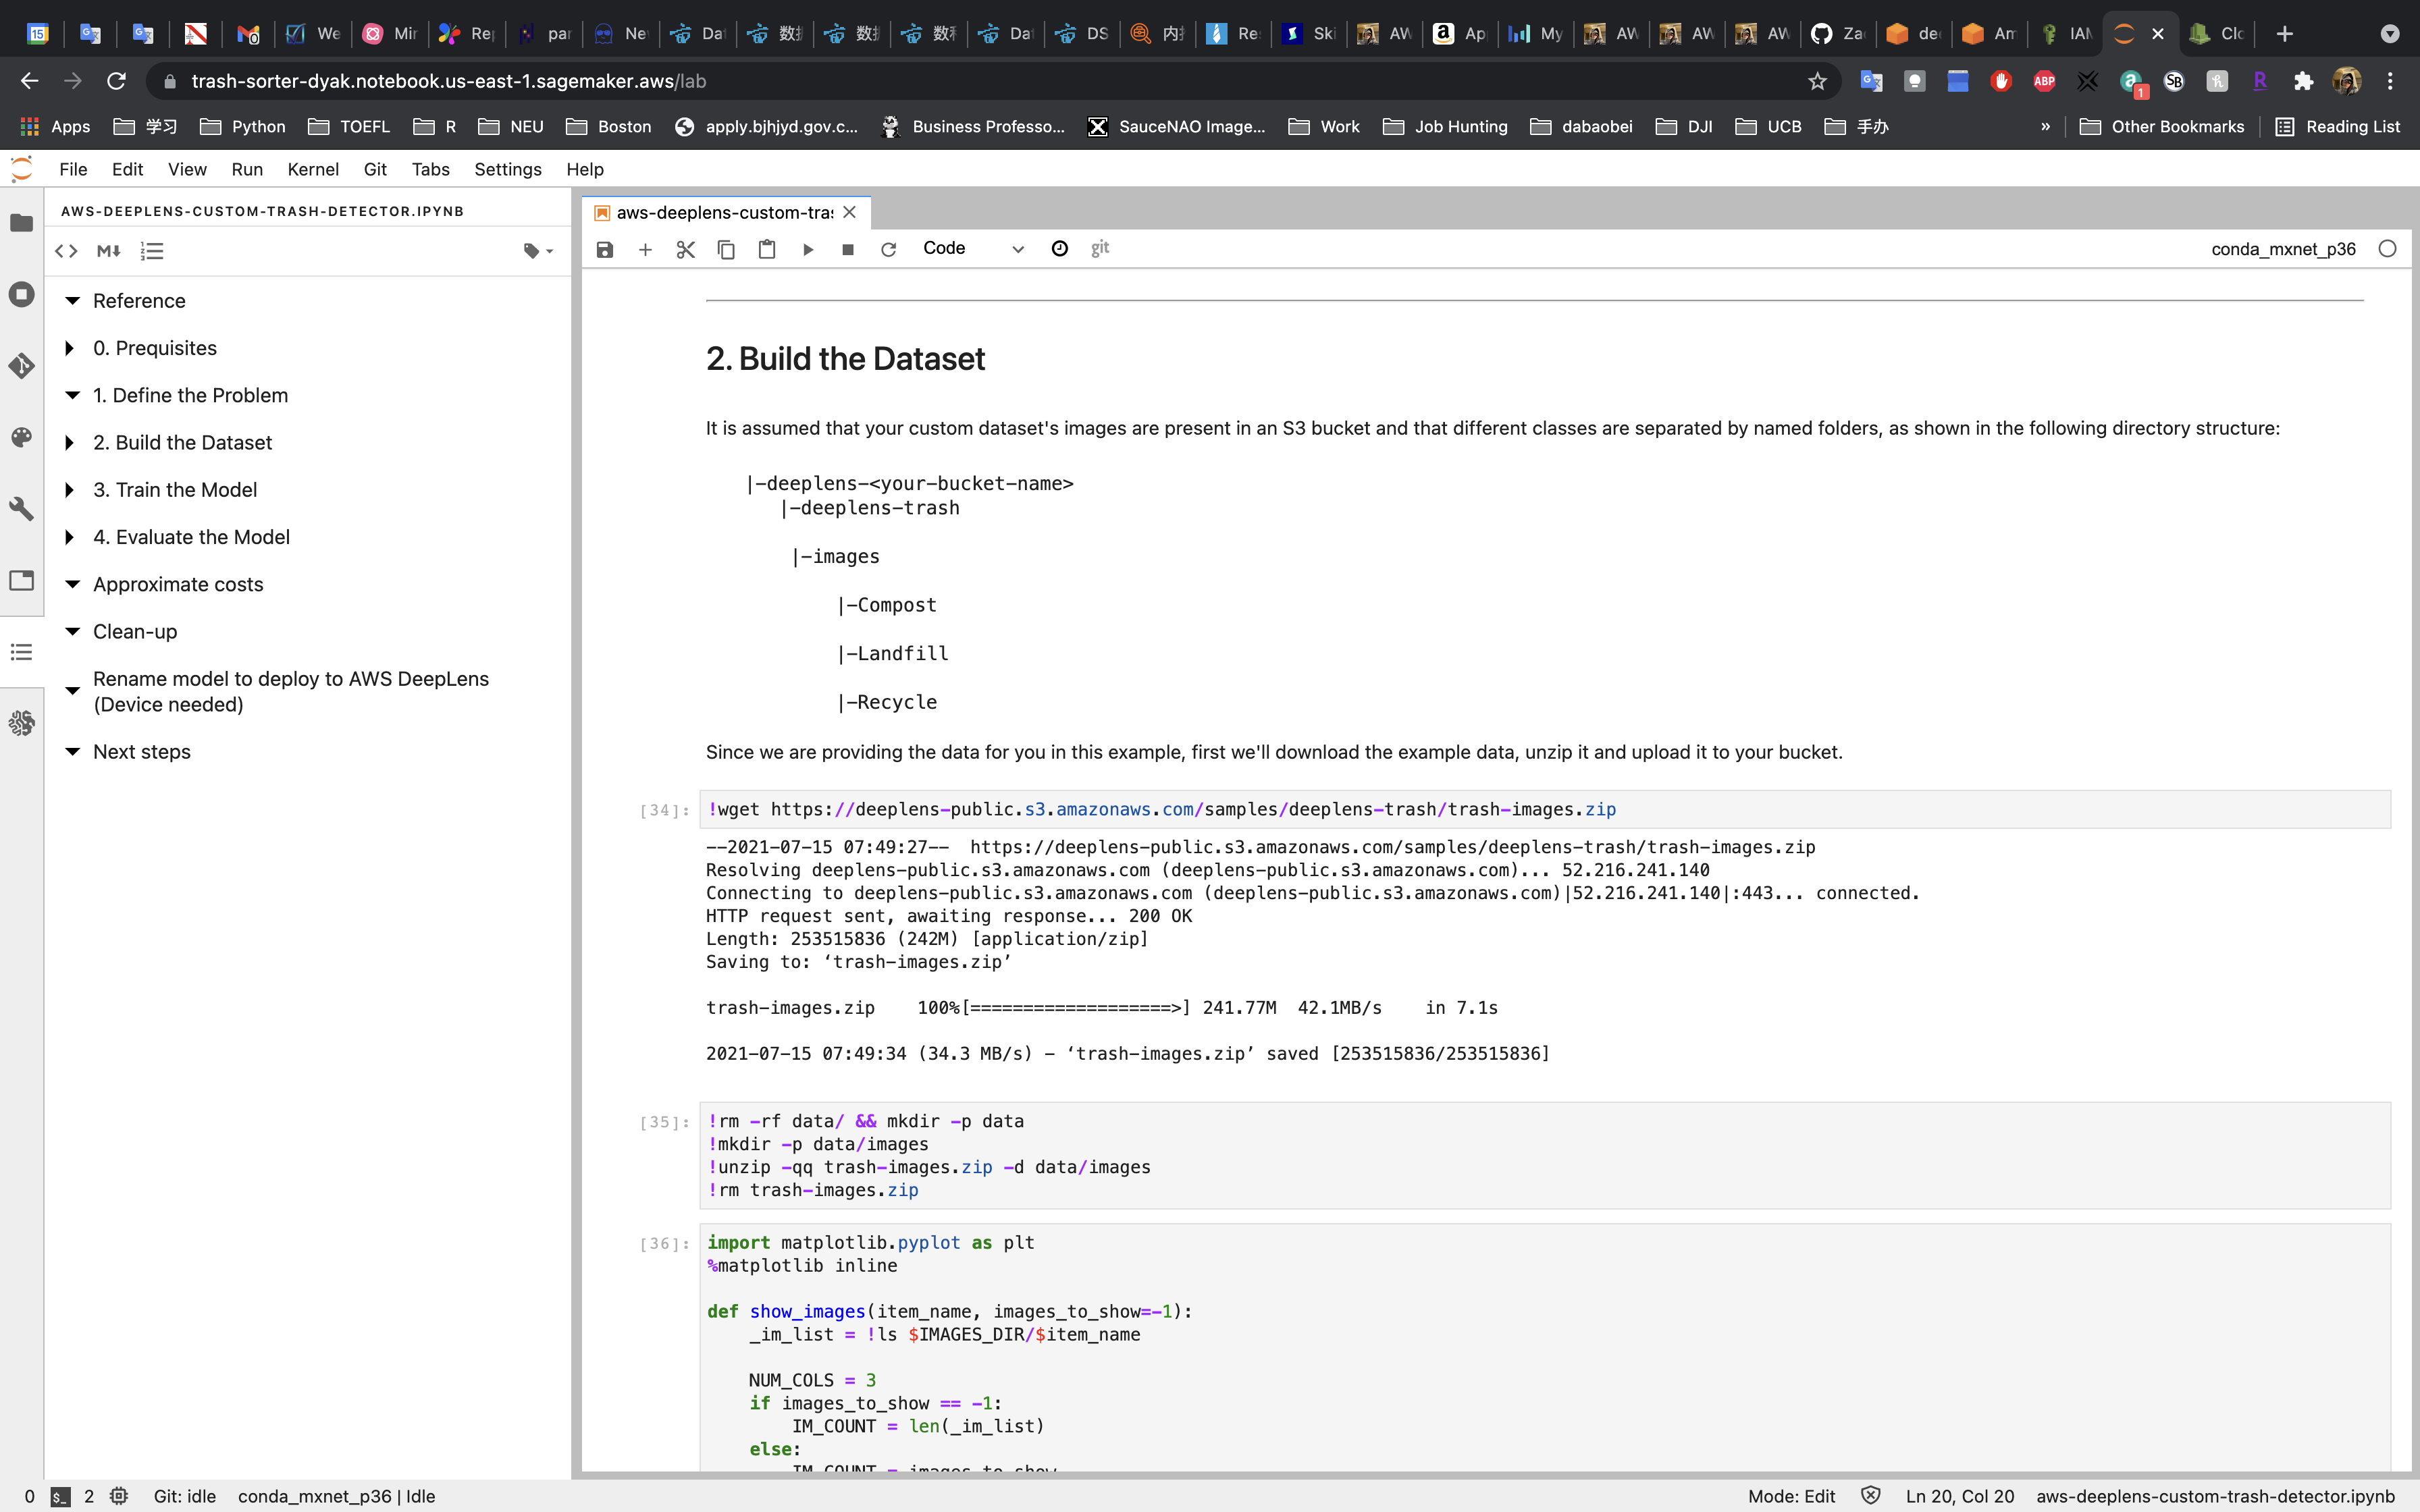 15
We
Mir
Re
par
Ne
Da
DS
Re
Ski
AW
Ap
My
AW
AW
AW
Za
de
Am
IAM
Clo
trash-sorter-dyak.notebook.us-east-1.sagemaker.aws/lab
ABP
1
SB
R
Apps
学习
Python
TOEFL
R
NEU
Boston
apply.bjhjyd.gov.c...
Business Professo...
SauceNAO Image...
Work
Job Hunting
dabaobei
DJI
UCB
手办
»
Other Bookmarks
Reading List
File Edit View Run Kernel Git Tabs Settings Help
AWS-DEEPLENS-CUSTOM-TRASH-DETECTOR.IPYNB
Reference
0. Prequisites
1. Define the Problem
2. Build the Dataset
3. Train the Model
4. Evaluate the Model
Approximate costs
Clean-up
Rename model to deploy to AWS DeepLens
(Device needed)
Next steps
aws-deeplens-custom-tras
Code
git
conda_mxnet_p36
2. Build the Dataset
It is assumed that your custom dataset's images are present in an S3 bucket and that different classes are separated by named folders, as shown in the following directory structure:
|-deeplens-<your-bucket-name>
|-deeplens-trash
|-images
|-Compost
|-Landfill
|-Recycle
Since we are providing the data for you in this example, first we'll download the example data, unzip it and upload it to your bucket.
[34]: !wget https://deeplens-public.s3.amazonaws.com/samples/deeplens-trash/trash-images.zip
--2021-07-15 07:49:27--  https://deeplens-public.s3.amazonaws.com/samples/deeplens-trash/trash-images.zip
Resolving deeplens-public.s3.amazonaws.com (deeplens-public.s3.amazonaws.com)... 52.216.241.140
Connecting to deeplens-public.s3.amazonaws.com (deeplens-public.s3.amazonaws.com)|52.216.241.140|:443... connected.
HTTP request sent, awaiting response... 200 OK
Length: 253515836 (242M) [application/zip]
Saving to: ‘trash-images.zip’
trash-images.zip    100%[===================>] 241.77M  42.1MB/s    in 7.1s
2021-07-15 07:49:34 (34.3 MB/s) - ‘trash-images.zip’ saved [253515836/253515836]
[35]: !rm -rf data/ && mkdir -p data
!mkdir -p data/images
!unzip -qq trash-images.zip -d data/images
!rm trash-images.zip
[36]: import matplotlib.pyplot as plt
%matplotlib inline
def show_images(item_name, images_to_show=-1):
_im_list = !ls $IMAGES_DIR/$item_name
NUM_COLS = 3
if images_to_show == -1:
IM_COUNT = len(_im_list)
else:
IM_COUNT = images_to_show
0
2
Git: idle
conda_mxnet_p36 | Idle
Mode: Edit
Ln 20, Col 20
aws-deeplens-custom-trash-detector.ipynb